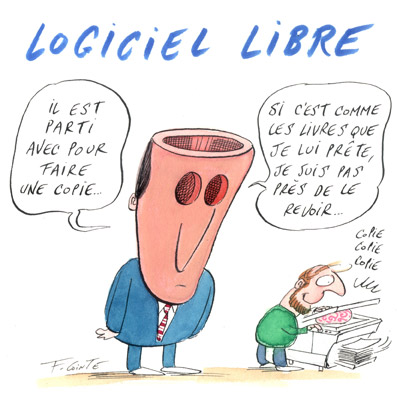 LOGICIEL LIBRE
IL EST
PARTI
AVEC POUR
FAIRE
UNE COPIE...
SI C'EST COMME
LES LIVRES QUE
JE LUI PRÊTE,
JE SUIS PAS
PRÈS DE LE
REVOIR...
COPIE
COPIE
COPIE
F. COINTE